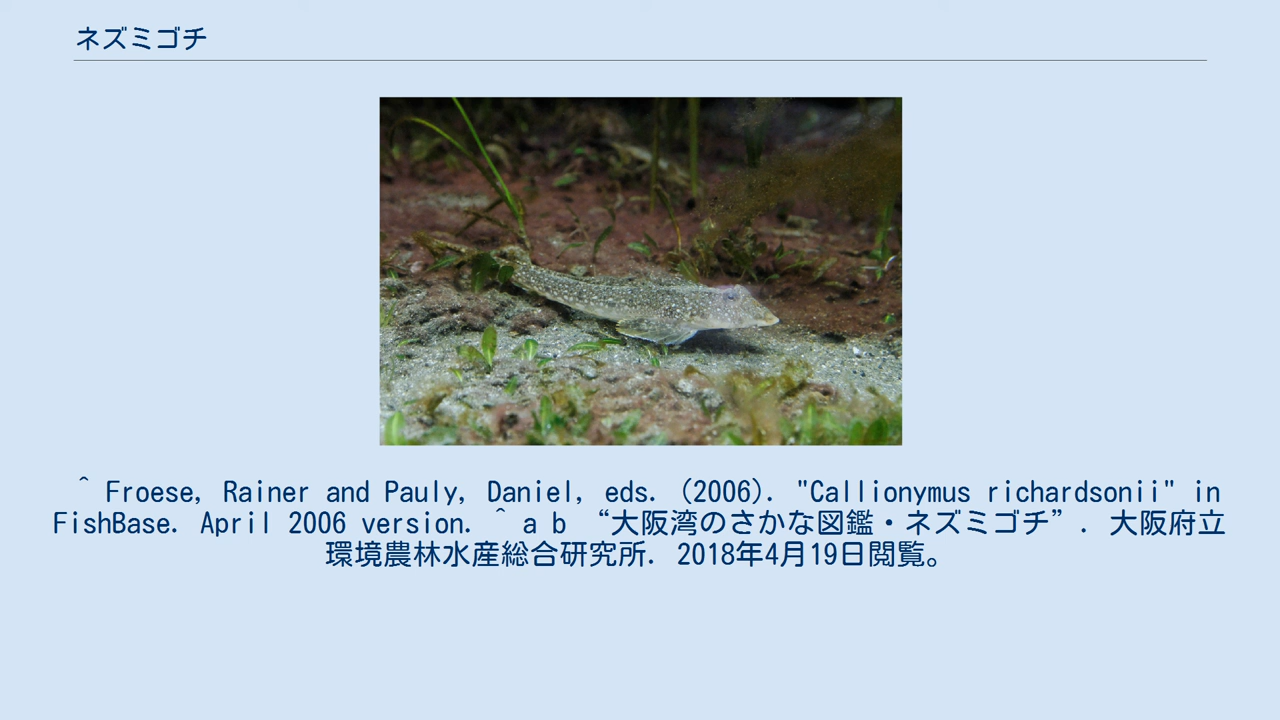 ネズミゴチ
^ Froese, Rainer and Pauly, Daniel, eds. (2006). "Callionymus richardsonii" in
FishBase. April 2006 version. ^ a b “大阪湾のさかな図鑑・ネズミゴチ”. 大阪府立
環境農林水産総合研究所. 2018年4月19日閲覧。